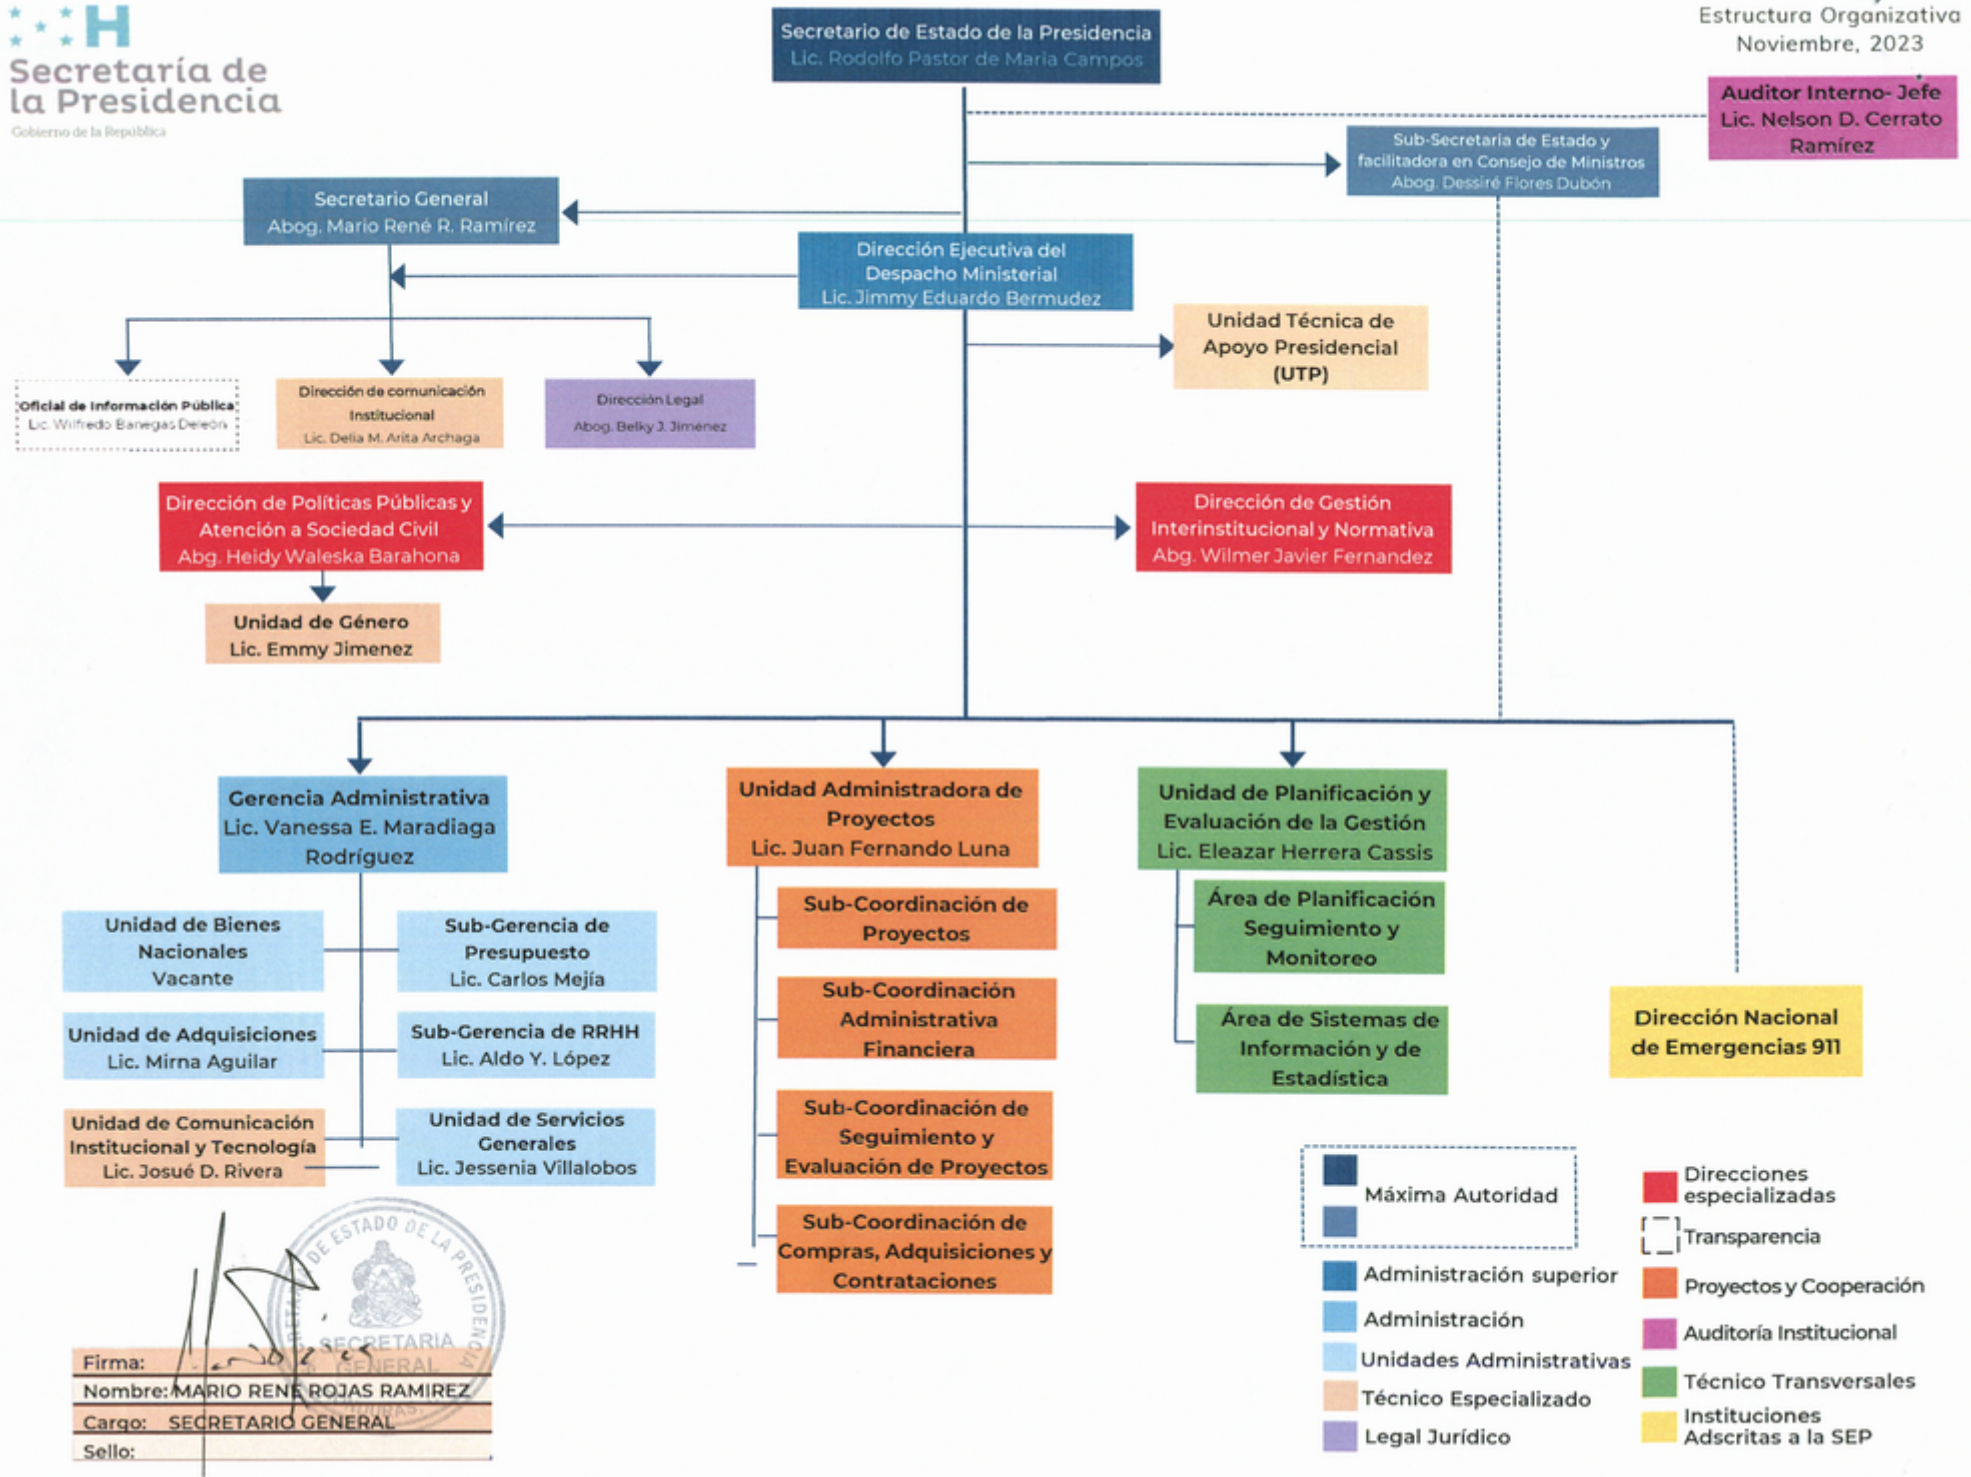 H
Secretaría de
la Presidencia
Gobierno de la República
Estructura Organizativa
Noviembre, 2023
Secretario de Estado de la Presidencia
Lic. Rodolfo Pastor de Maria Campos
Auditor Interno- Jefe
Lic. Nelson D. Cerrato
Ramírez
Sub-Secretaria de Estado y
facilitadora en Consejo de Ministros
Abog. Dessiré Flores Dubón
Secretario General
Abog. Mario René R. Ramírez
Dirección Ejecutiva del
Despacho Ministerial
Lic. Jimmy Eduardo Bermudez
Unidad Técnica de
Apoyo Presidencial
(UTP)
Oficial de Información Pública
Lic. Wilfredo Banegas Deleón
Dirección de comunicación
Institucional
Lic. Delia M. Arita Archaga
Dirección Legal
Abog. Belky J. Jimenez
Dirección de Políticas Públicas y
Atención a Sociedad Civil
Abg. Heidy Waleska Barahona
Dirección de Gestión
Interinstitucional y Normativa
Abg. Wilmer Javier Fernandez
Unidad de Género
Lic. Emmy Jimenez
Gerencia Administrativa
Lic. Vanessa E. Maradiaga
Rodríguez
Unidad de Bienes
Nacionales
Vacante
Sub-Gerencia de
Presupuesto
Lic. Carlos Mejía
Unidad de Adquisiciones
Lic. Mirna Aguilar
Sub-Gerencia de RRHH
Lic. Aldo Y. López
Unidad de Comunicación
Institucional y Tecnología
Lic. Josué D. Rivera
Unidad de Servicios
Generales
Lic. Jessenia Villalobos
Unidad Administradora de
Proyectos
Lic. Juan Fernando Luna
Sub-Coordinación de
Proyectos
Sub-Coordinación
Administrativa
Financiera
Sub-Coordinación de
Seguimiento y
Evaluación de Proyectos
Sub-Coordinación de
Compras, Adquisiciones y
Contrataciones
Unidad de Planificación y
Evaluación de la Gestión
Lic. Eleazar Herrera Cassis
Área de Planificación
Seguimiento y
Monitoreo
Área de Sistemas de
Información y de
Estadística
Dirección Nacional
de Emergencias 911
Máxima Autoridad
Administración superior
Administración
Unidades Administrativas
Técnico Especializado
Legal Jurídico
Direcciones
especializadas
Transparencia
Proyectos y Cooperación
Auditoría Institucional
Técnico Transversales
Instituciones
Adscritas a la SEP
DE ESTADO DE LA PRESIDENCIA
SECRETARIA
GENERAL
Firma:
Nombre: MARIO RENE ROJAS RAMIREZ
Cargo: SECRETARIO GENERAL
Sello: